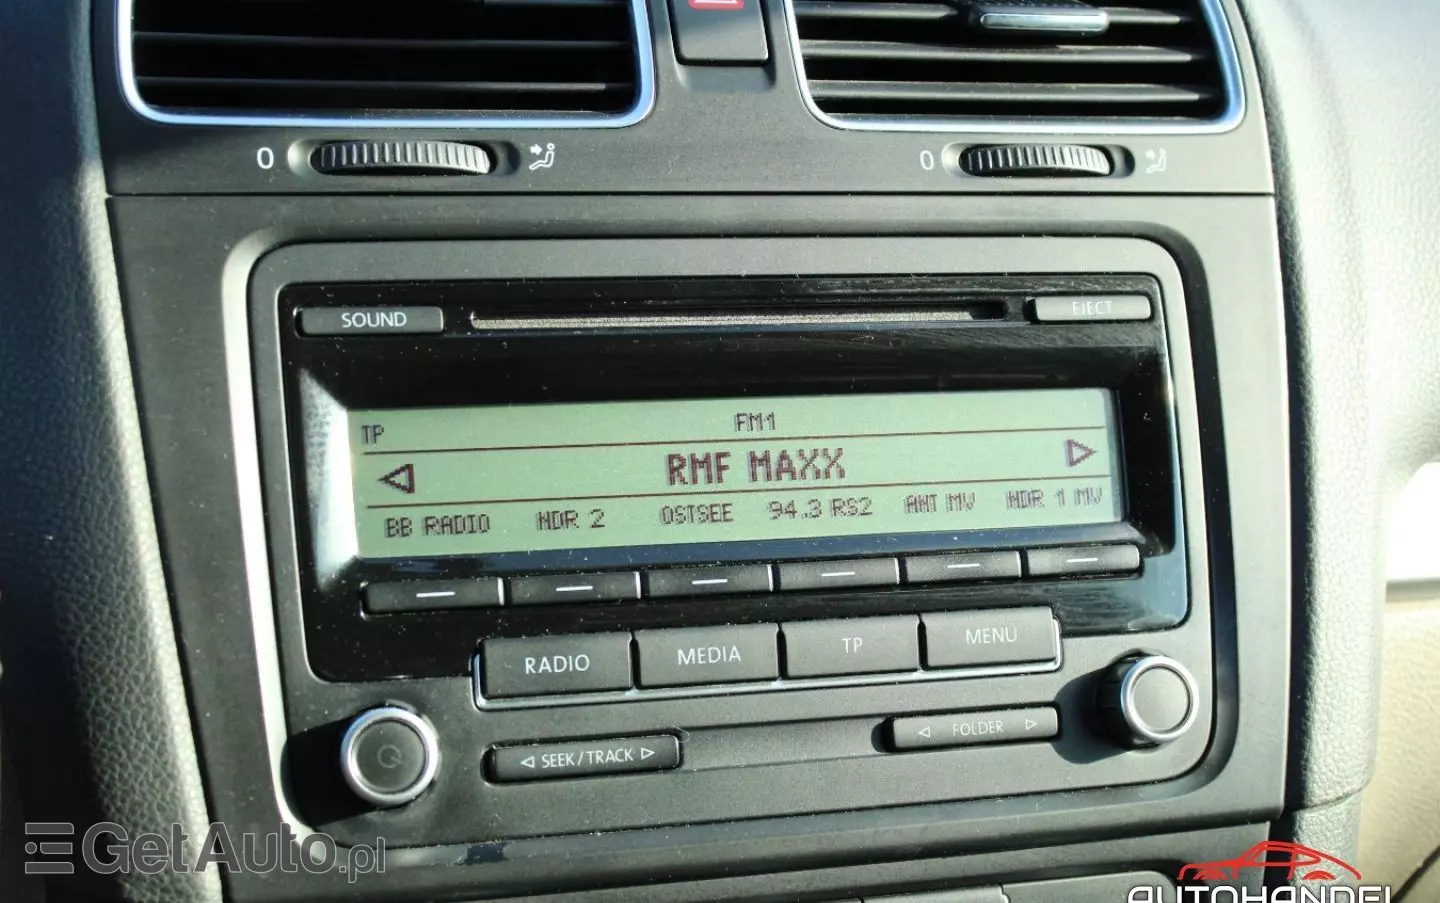 0
0
SOUND
EJECT
TP
FM1
RMF MAXX
BB RADIO NDR 2 OSTSEE 94.3 RS2 ANT MV NDR 1 MV
RADIO
MEDIA
TP
MENU
SEEK/TRACK
FOLDER
GetAuto.pl
AUTOHANDEL